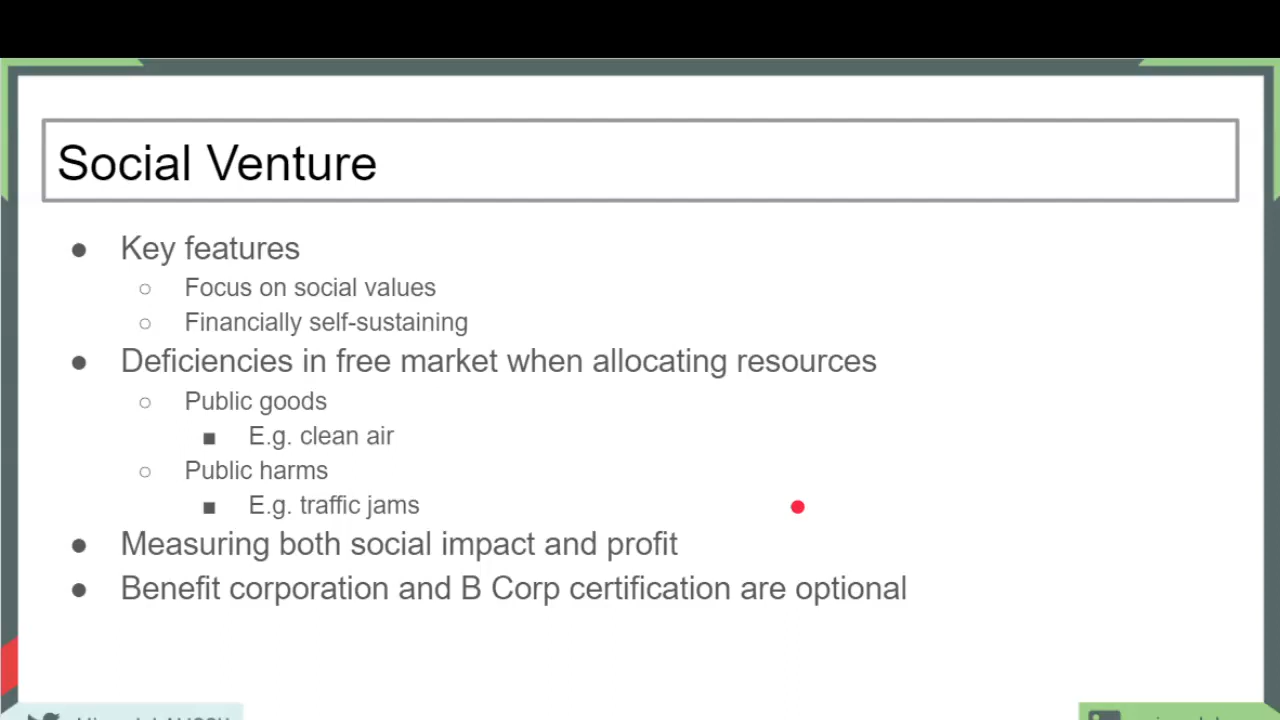 Social Venture
● Key features
○ Focus on social values
○ Financially self-sustaining
● Deficiencies in free market when allocating resources
○ Public goods
■ E.g. clean air
○ Public harms
■ E.g. traffic jams
● Measuring both social impact and profit
● Benefit corporation and B Corp certification are optional